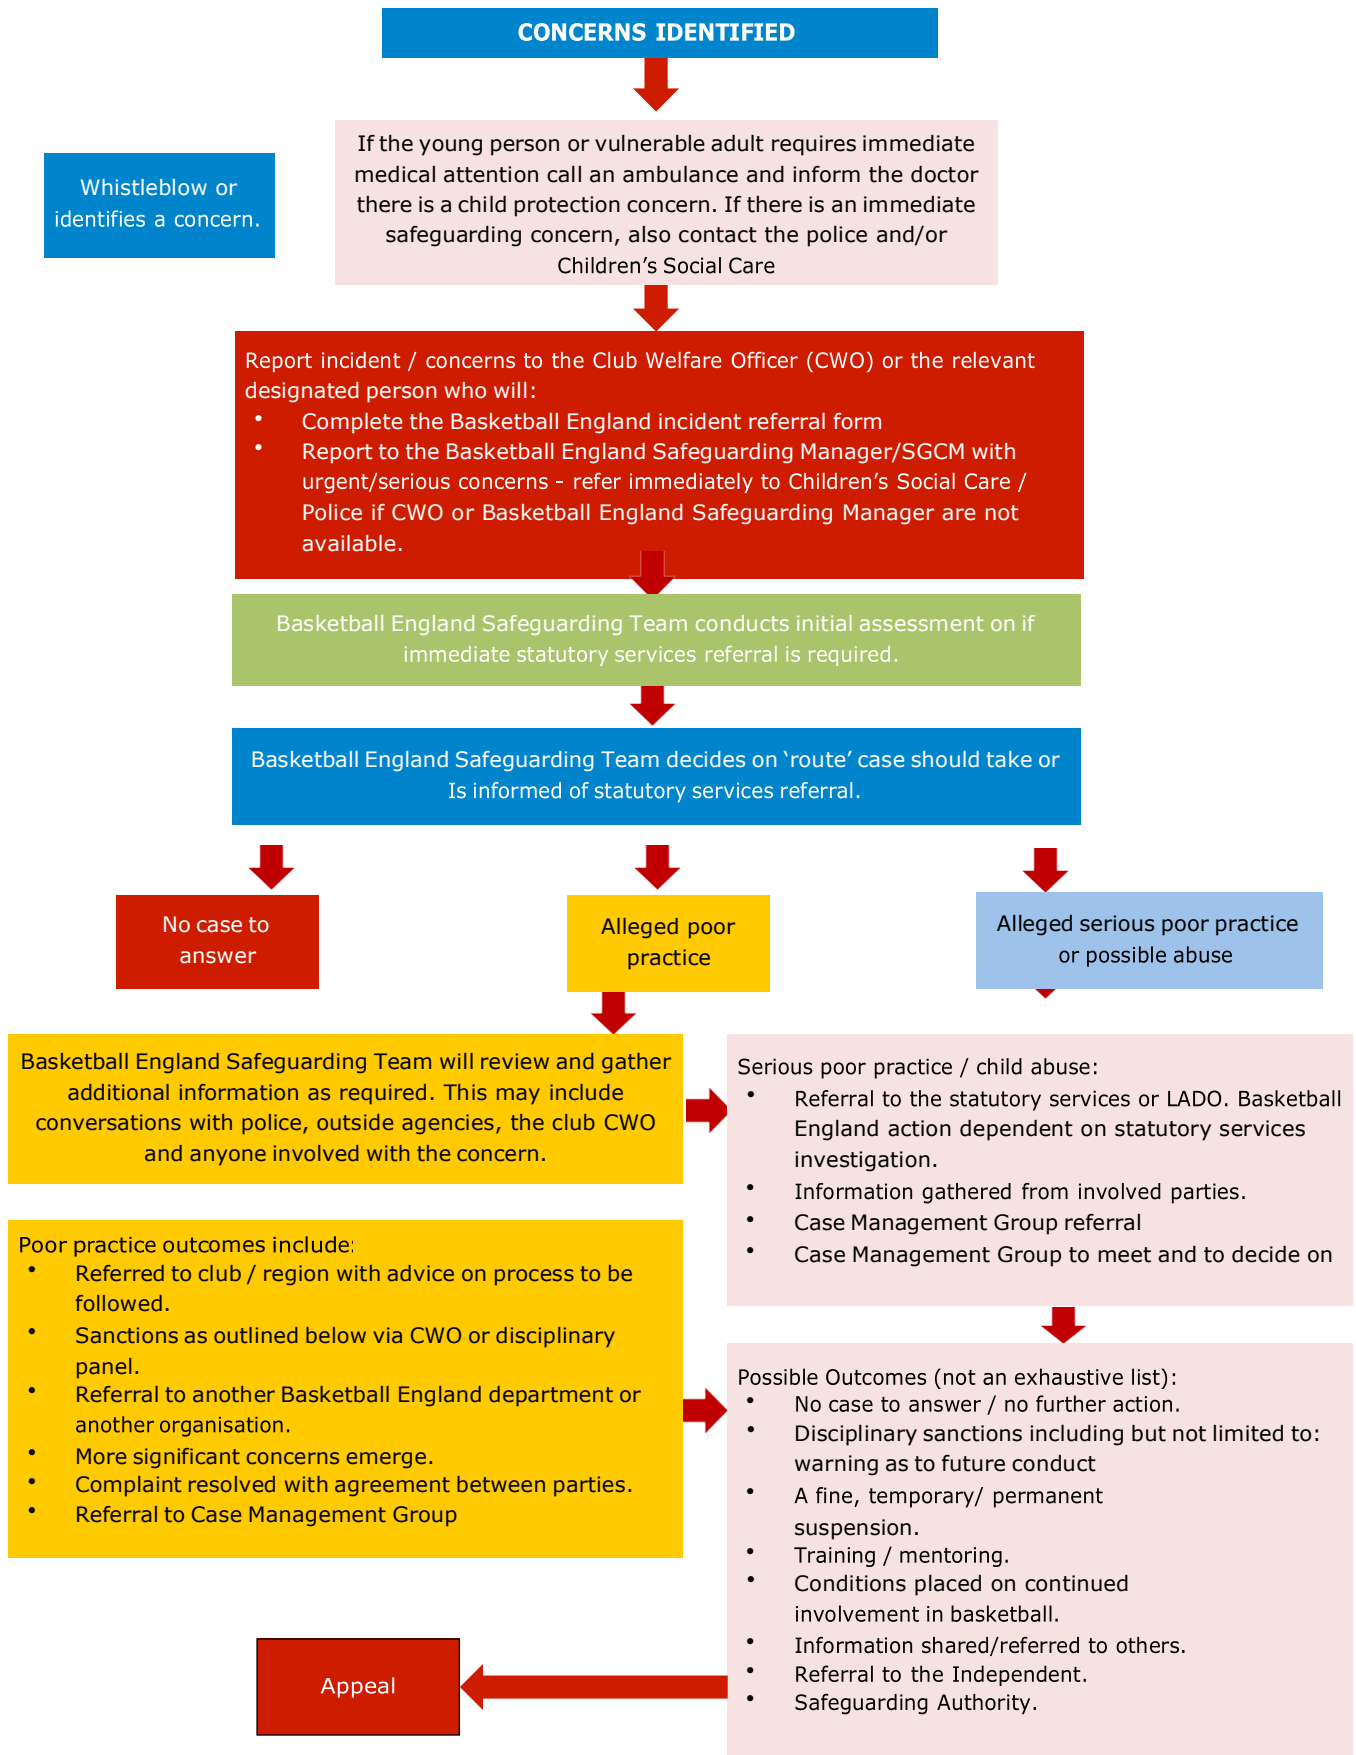 CONCERNS IDENTIFIED
Whistleblow or
identifies a concern.
If the young person or vulnerable adult requires immediate
medical attention call an ambulance and inform the doctor
there is a child protection concern. If there is an immediate
safeguarding concern, also contact the police and/or
Children’s Social Care
Report incident / concerns to the Club Welfare Officer (CWO) or the relevant
designated person who will:
• Complete the Basketball England incident referral form
• Report to the Basketball England Safeguarding Manager/SGCM with
urgent/serious concerns - refer immediately to Children’s Social Care /
Police if CWO or Basketball England Safeguarding Manager are not
available.
Basketball England Safeguarding Team conducts initial assessment on if
immediate statutory services referral is required.
Basketball England Safeguarding Team decides on ‘route’ case should take or
Is informed of statutory services referral.
No case to
answer
Alleged poor
practice
Alleged serious poor practice
or possible abuse
Basketball England Safeguarding Team will review and gather
additional information as required. This may include
conversations with police, outside agencies, the club CWO
and anyone involved with the concern.
Poor practice outcomes include:
• Referred to club / region with advice on process to be
followed.
• Sanctions as outlined below via CWO or disciplinary
panel.
• Referral to another Basketball England department or
another organisation.
• More significant concerns emerge.
• Complaint resolved with agreement between parties.
• Referral to Case Management Group
Serious poor practice / child abuse:
• Referral to the statutory services or LADO. Basketball
England action dependent on statutory services
investigation.
• Information gathered from involved parties.
• Case Management Group referral
• Case Management Group to meet and to decide on
Possible Outcomes (not an exhaustive list):
• No case to answer / no further action.
• Disciplinary sanctions including but not limited to:
warning as to future conduct
• A fine, temporary/ permanent
suspension.
• Training / mentoring.
• Conditions placed on continued
involvement in basketball.
• Information shared/referred to others.
• Referral to the Independent.
• Safeguarding Authority.
Appeal